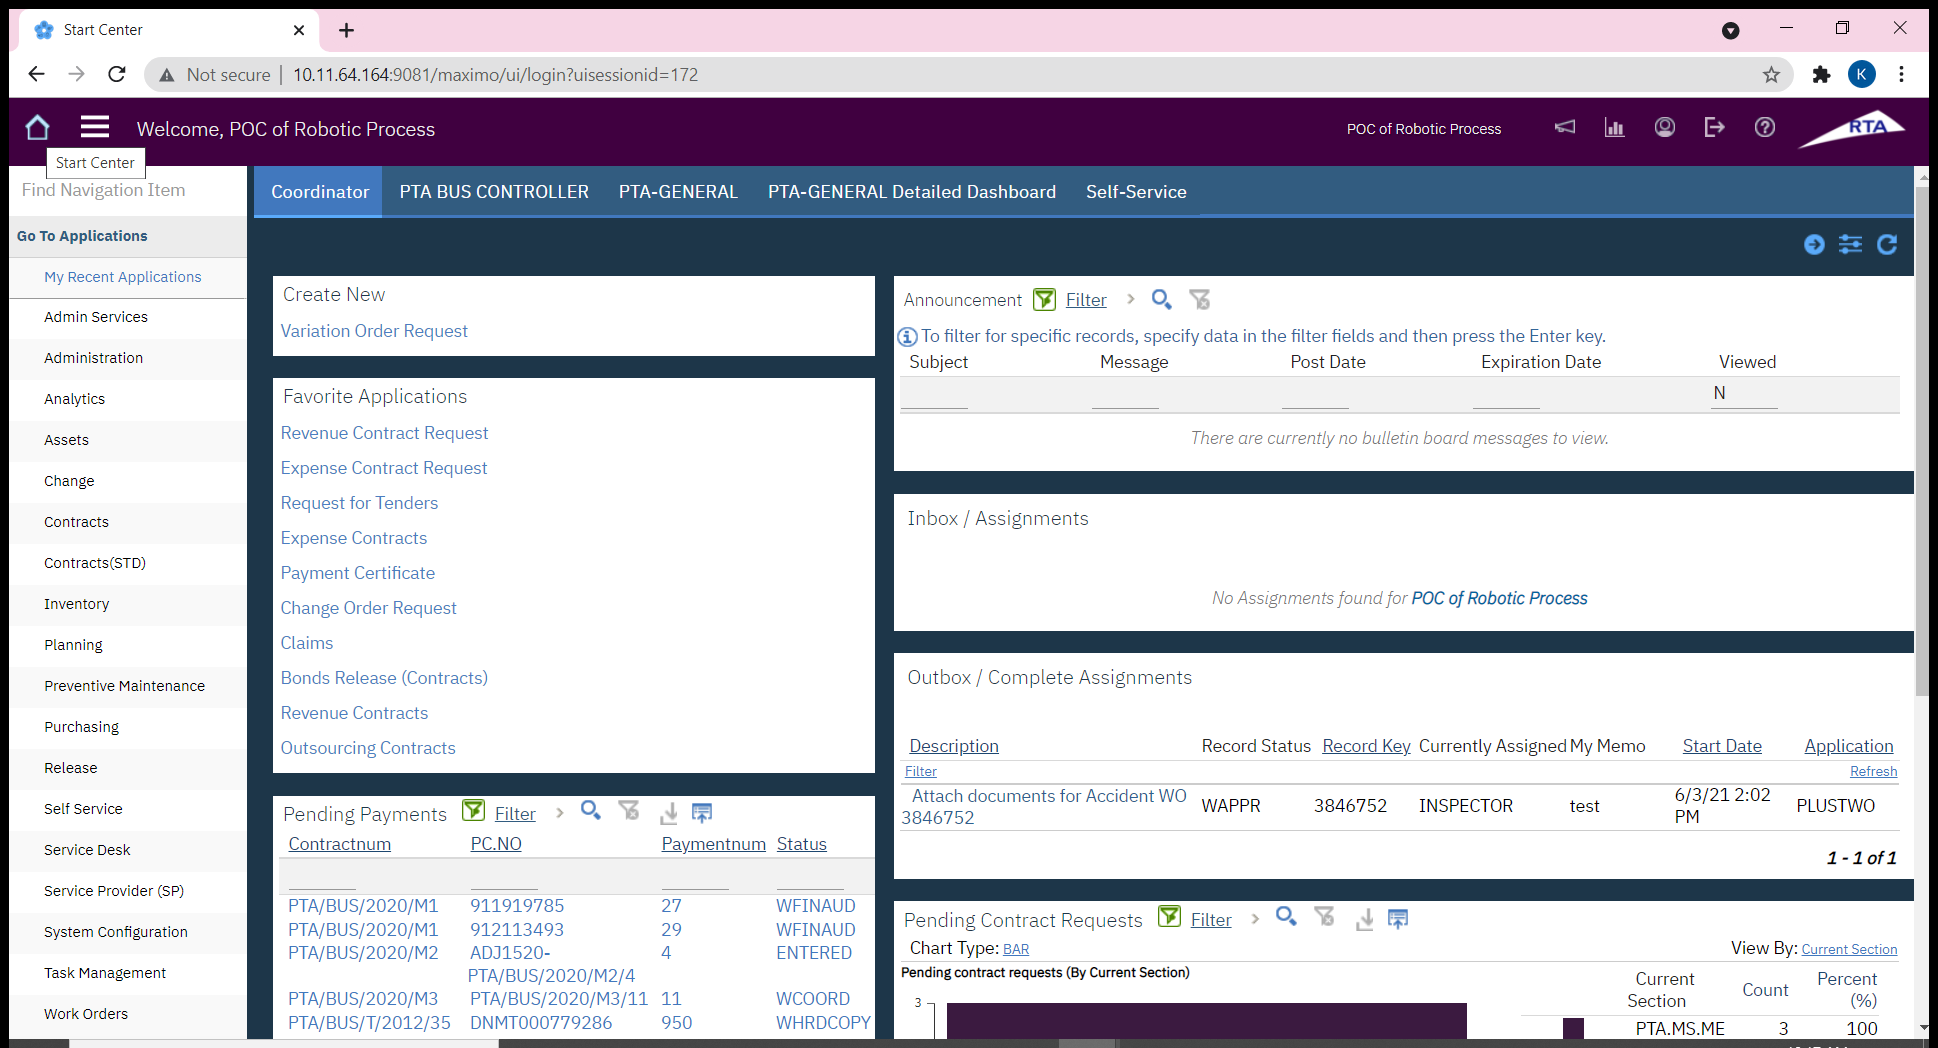 Start Center
Not secure | 10.11.64.164:9081/maximo/ui/login?uisessionid=172
K
Welcome, POC of Robotic Process
POC of Robotic Process
RTA
Start Center
Find Navigation Item
Go To Applications
My Recent Applications
Admin Services
Administration
Analytics
Assets
Change
Contracts
Contracts(STD)
Inventory
Planning
Preventive Maintenance
Purchasing
Release
Self Service
Service Desk
Service Provider (SP)
System Configuration
Task Management
Work Orders
Coordinator PTA BUS CONTROLLER PTA-GENERAL PTA-GENERAL Detailed Dashboard Self-Service
Create New
Variation Order Request
Favorite Applications
Revenue Contract Request
Expense Contract Request
Request for Tenders
Expense Contracts
Payment Certificate
Change Order Request
Claims
Bonds Release (Contracts)
Revenue Contracts
Outsourcing Contracts
Pending Payments Filter
Contractnum PC.NO Paymentnum Status
PTA/BUS/2020/M1 911919785 27 WFINAUD
PTA/BUS/2020/M1 912113493 29 WFINAUD
PTA/BUS/2020/M2 ADJ1520- 4 ENTERED
PTA/BUS/2020/M2/4
PTA/BUS/2020/M3 PTA/BUS/2020/M3/11 11 WCOORD
PTA/BUS/T/2012/35 DNMT000779286 950 WHRDCOPY
Announcement Filter
To filter for specific records, specify data in the filter fields and then press the Enter key.
Subject Message Post Date Expiration Date Viewed
N
There are currently no bulletin board messages to view.
Inbox / Assignments
No Assignments found for POC of Robotic Process
Outbox / Complete Assignments
Description Record Status Record Key Currently Assigned My Memo Start Date Application
Filter Refresh
Attach documents for Accident WO 3846752 WAPPR 3846752 INSPECTOR test 6/3/21 2:02 PM PLUSTWO
1 - 1 of 1
Pending Contract Requests Filter
Chart Type: BAR View By: Current Section
Pending contract requests (By Current Section)
3
Current Section Count Percent (%)
PTA.MS.ME 3 100